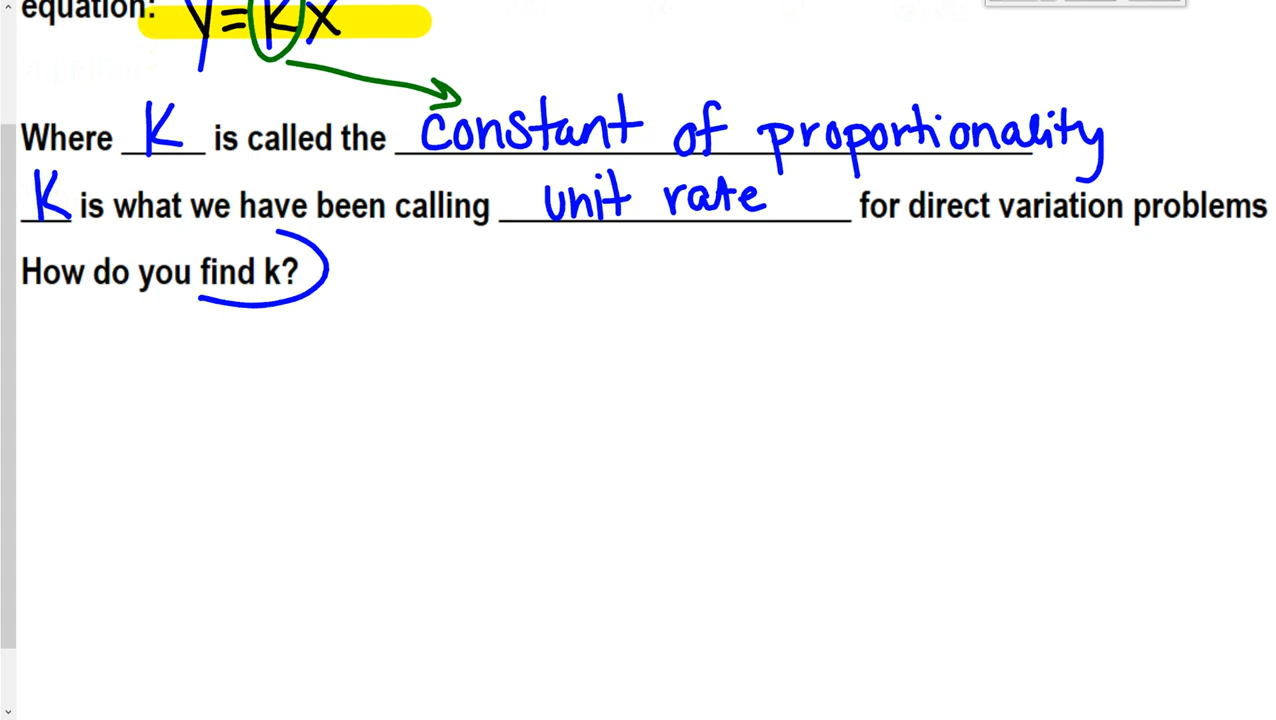 equation: y=kx
Where K is called the constant of proportionality
K is what we have been calling unit rate for direct variation problems
How do you find k?